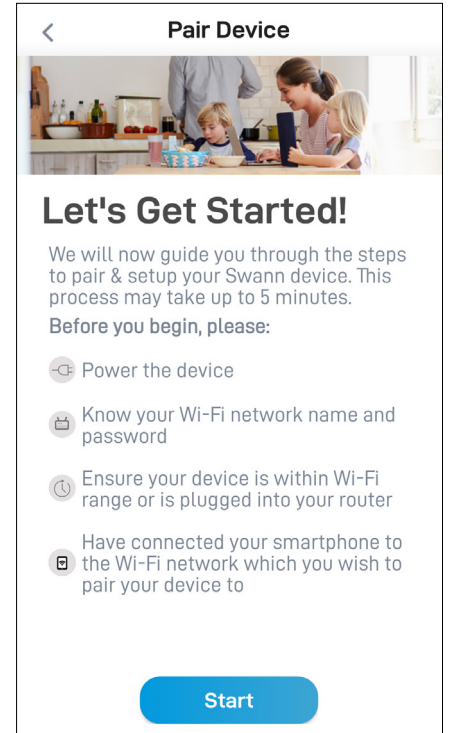 Pair Device
Let's Get Started!
We will now guide you through the steps
to pair & setup your Swann device. This
process may take up to 5 minutes.
Before you begin, please:
Power the device
Know your Wi-Fi network name and
password
Ensure your device is within Wi-Fi
range or is plugged into your router
Have connected your smartphone to
the Wi-Fi network which you wish to
pair your device to
Start